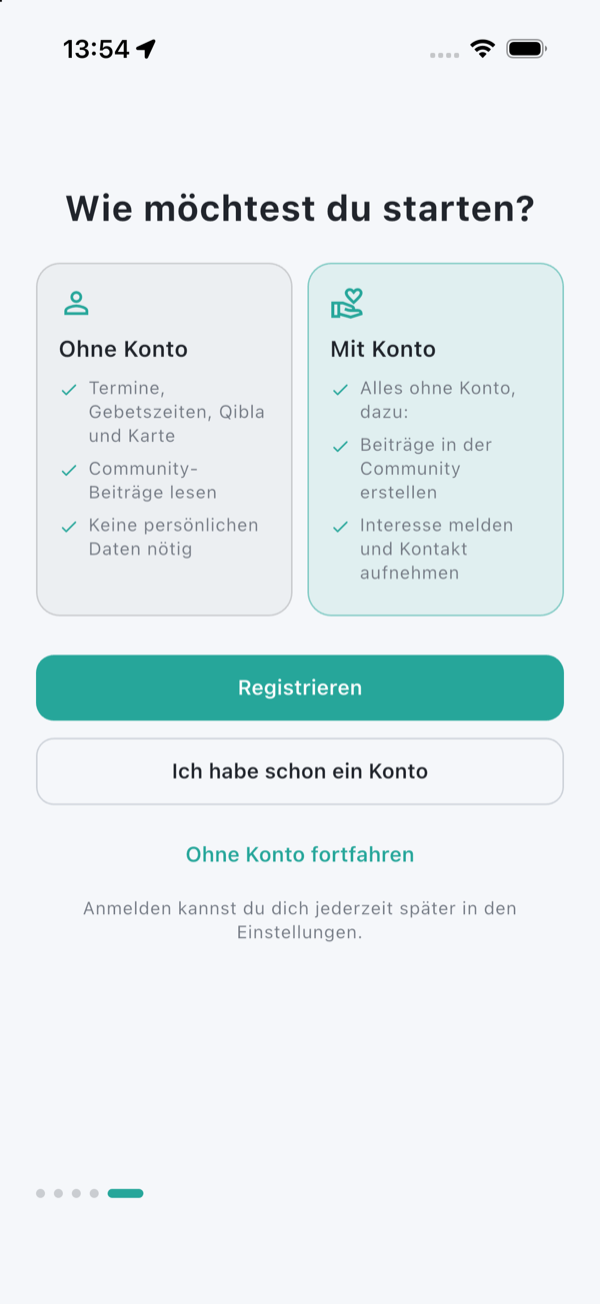 13:54
Wie möchtest du starten?
Ohne Konto
Termine,
Gebetszeiten, Qibla
und Karte
Community-
Beiträge lesen
Keine persönlichen
Daten nötig
Mit Konto
Alles ohne Konto,
dazu:
Beiträge in der
Community
erstellen
Interesse melden
und Kontakt
aufnehmen
Registrieren
Ich habe schon ein Konto
Ohne Konto fortfahren
Anmelden kannst du dich jederzeit später in den
Einstellungen.